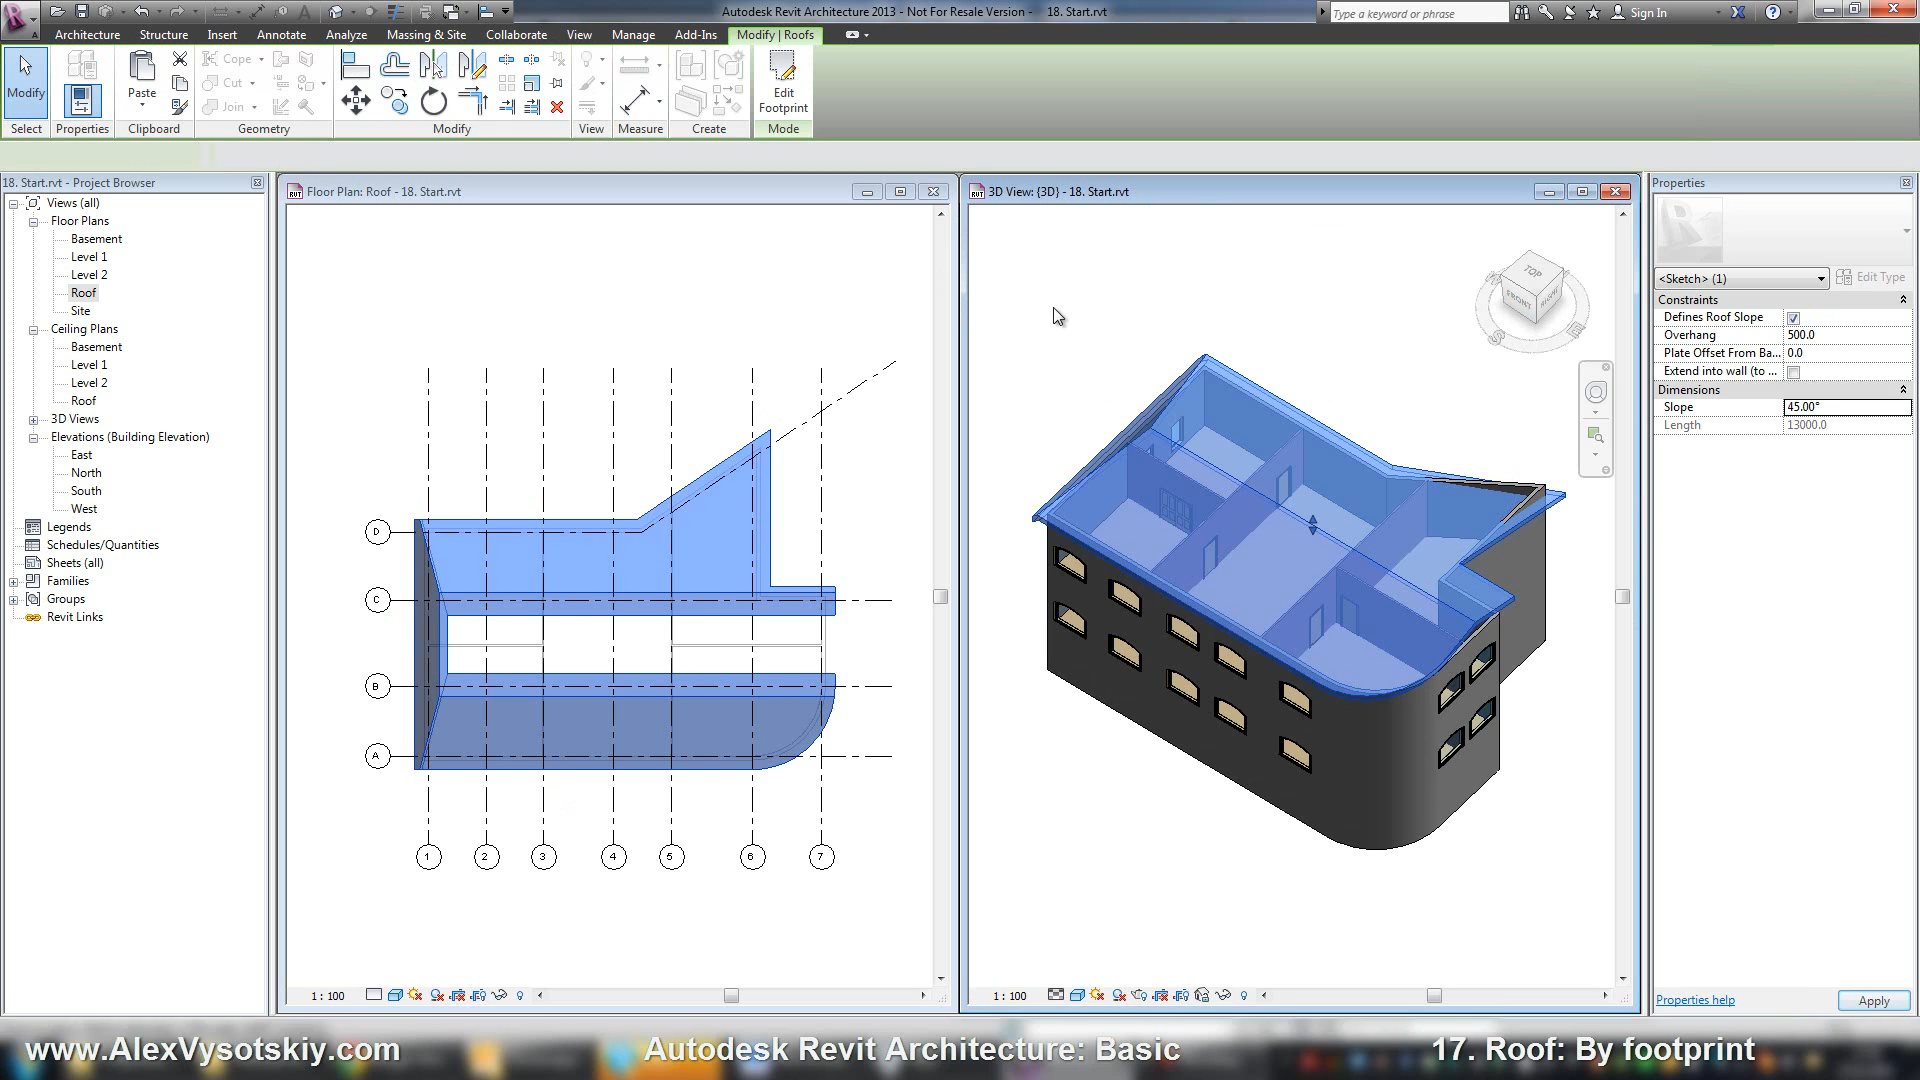 Autodesk Revit Architecture 2013 - Not For Resale Version - 18. Start.rvt
Type a keyword or phrase
Sign In
Architecture Structure Insert Annotate Analyze Massing & Site Collaborate View Manage Add-Ins Modify | Roofs
Modify
Paste
Cope
Cut
Join
Edit
Footprint
Select Properties Clipboard Geometry Modify View Measure Create Mode
18. Start.rvt - Project Browser
Views (all)
Floor Plans
Basement
Level 1
Level 2
Roof
Site
Ceiling Plans
Basement
Level 1
Level 2
Roof
3D Views
Elevations (Building Elevation)
East
North
South
West
Legends
Schedules/Quantities
Sheets (all)
Families
Groups
Revit Links
Floor Plan: Roof - 18. Start.rvt
D
C
B
A
1 2 3 4 5 6 7
1 : 100
3D View: {3D} - 18. Start.rvt
TOP
FRONT
RIGHT
S
E
1 : 100
Properties
<Sketch> (1)
Edit Type
Constraints
Defines Roof Slope
Overhang 500.0
Plate Offset From Ba... 0.0
Extend into wall (to ...
Dimensions
Slope 45.00°
Length 13000.0
Properties help
Apply
www.AlexVysotskiy.com
Autodesk Revit Architecture: Basic
17. Roof: By footprint